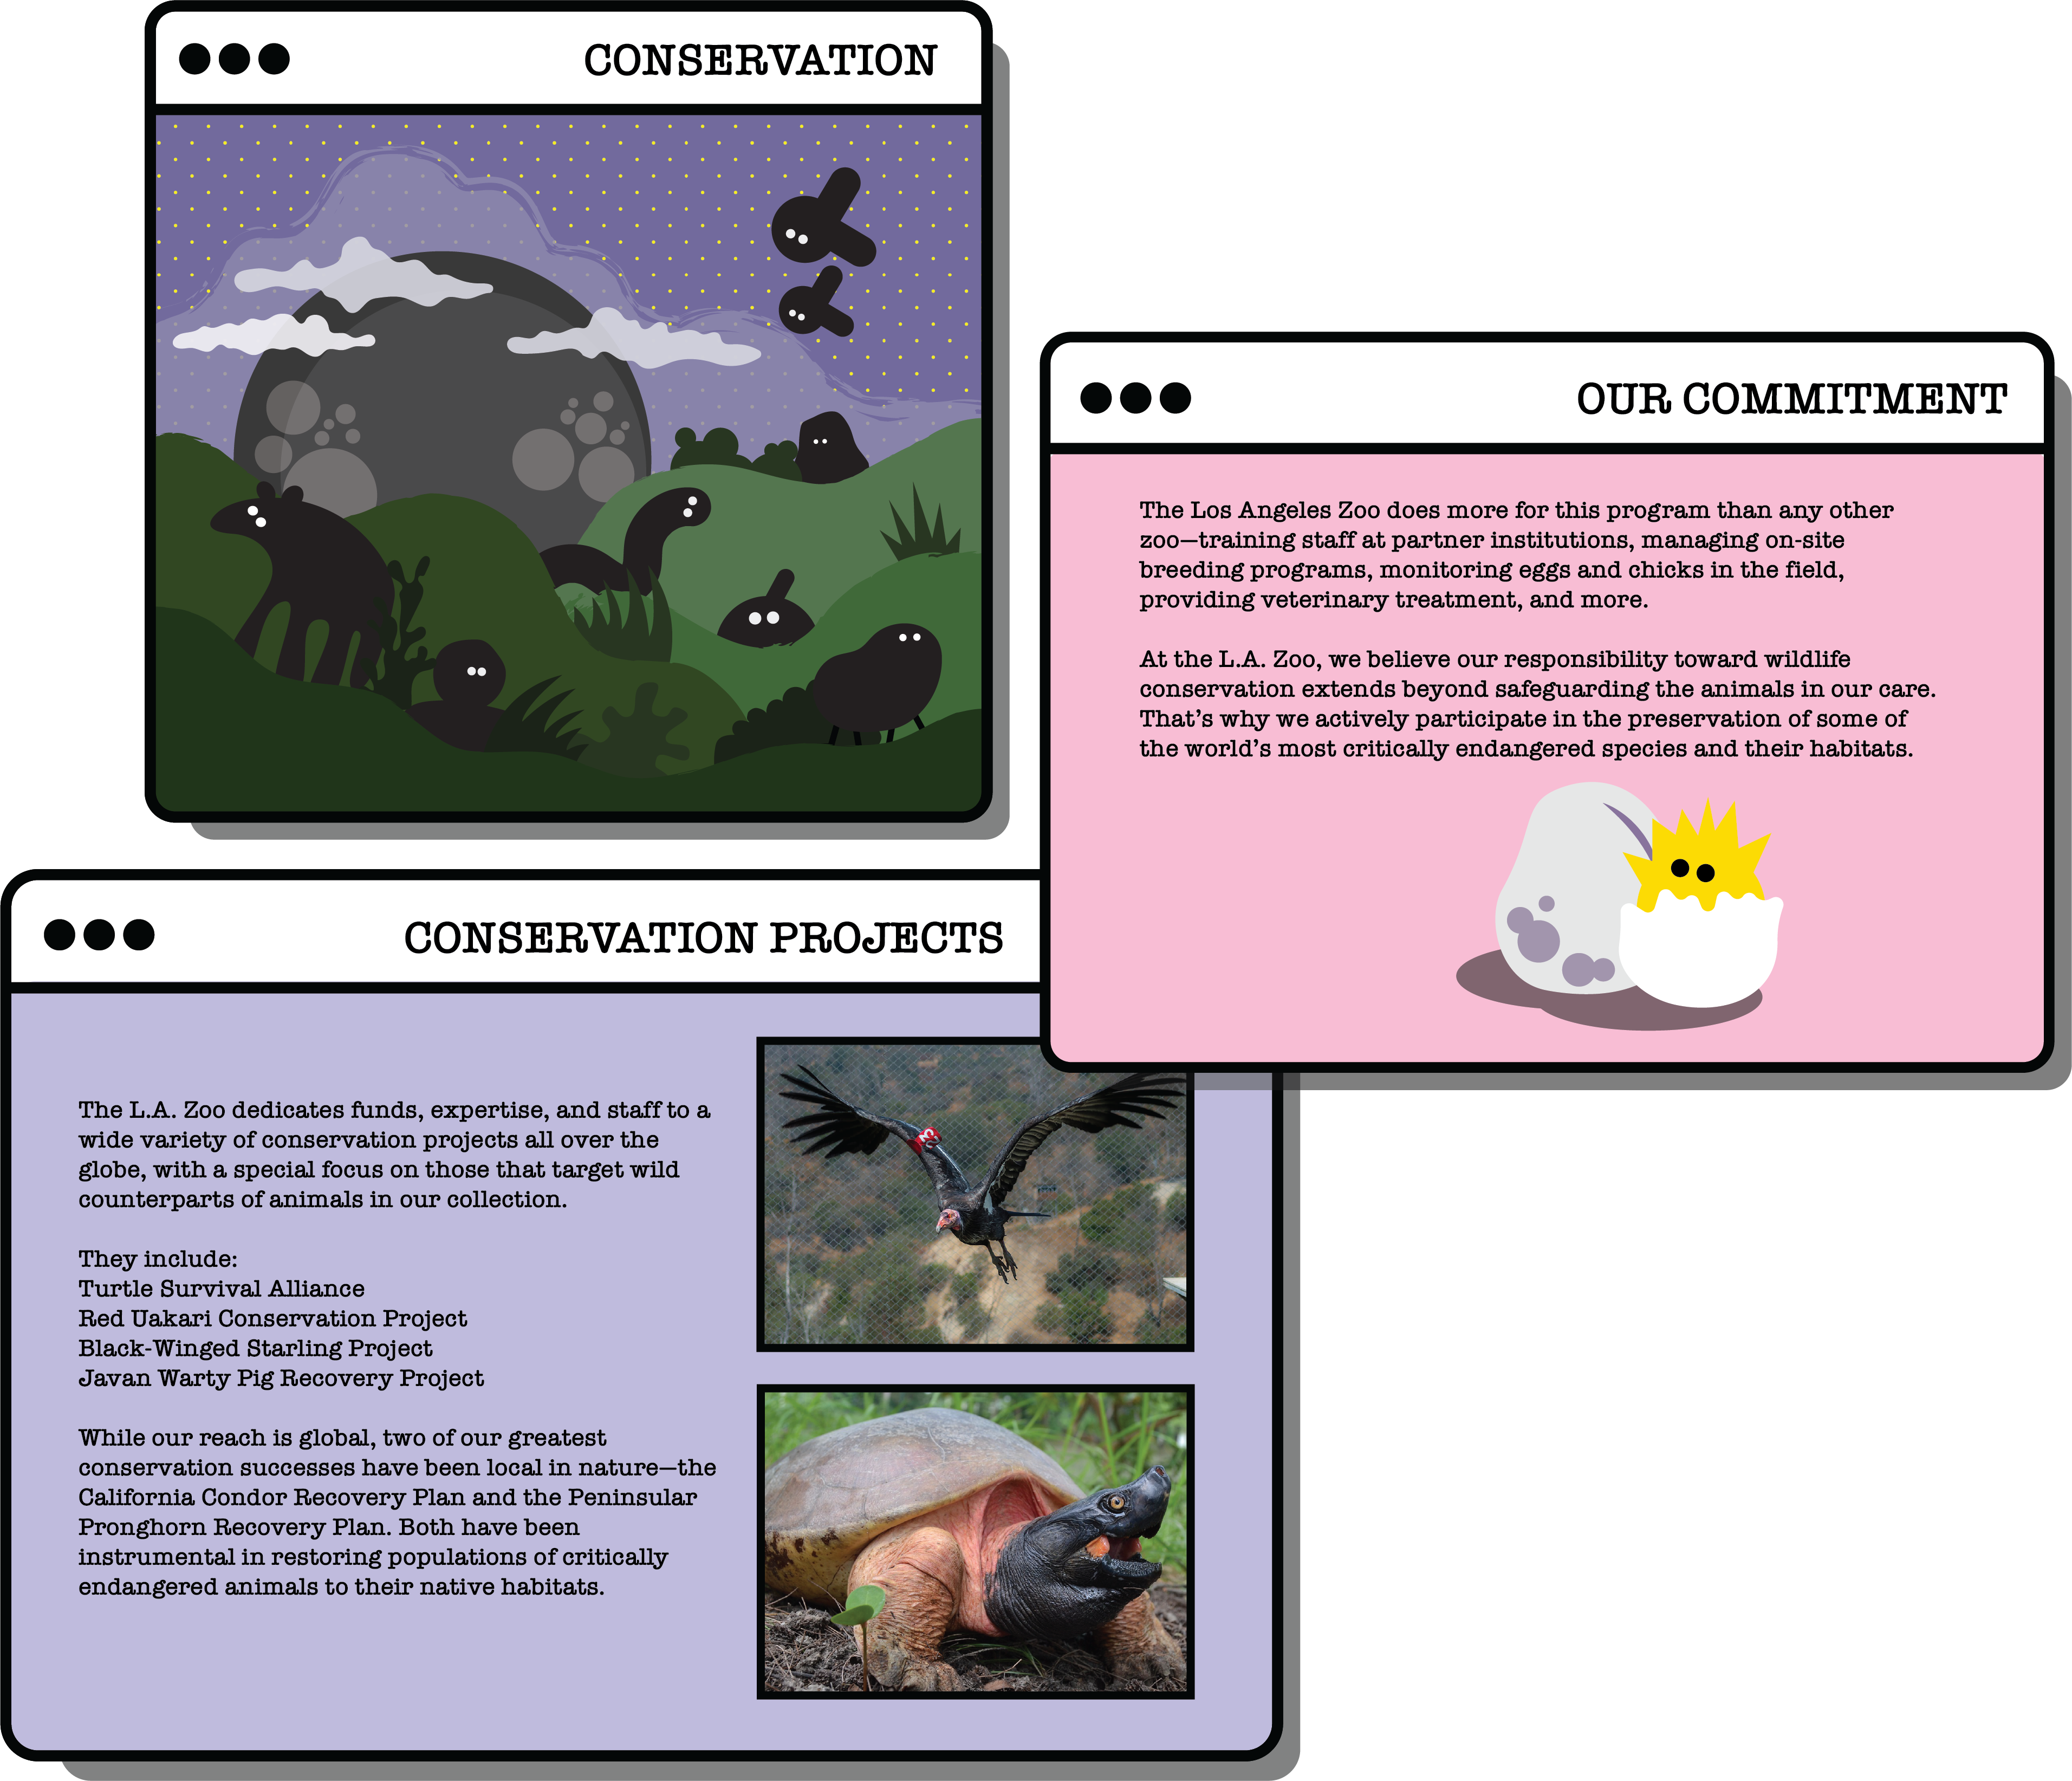 CONSERVATION
OUR COMMITMENT
The Los Angeles Zoo does more for this program than any other
zoo—training staff at partner institutions, managing on-site
breeding programs, monitoring eggs and chicks in the field,
providing veterinary treatment, and more.
At the L.A. Zoo, we believe our responsibility toward wildlife
conservation extends beyond safeguarding the animals in our care.
That’s why we actively participate in the preservation of some of
the world’s most critically endangered species and their habitats.
CONSERVATION PROJECTS
The L.A. Zoo dedicates funds, expertise, and staff to a
wide variety of conservation projects all over the
globe, with a special focus on those that target wild
counterparts of animals in our collection.
They include:
Turtle Survival Alliance
Red Uakari Conservation Project
Black-Winged Starling Project
Javan Warty Pig Recovery Project
While our reach is global, two of our greatest
conservation successes have been local in nature—the
California Condor Recovery Plan and the Peninsular
Pronghorn Recovery Plan. Both have been
instrumental in restoring populations of critically
endangered animals to their native habitats.